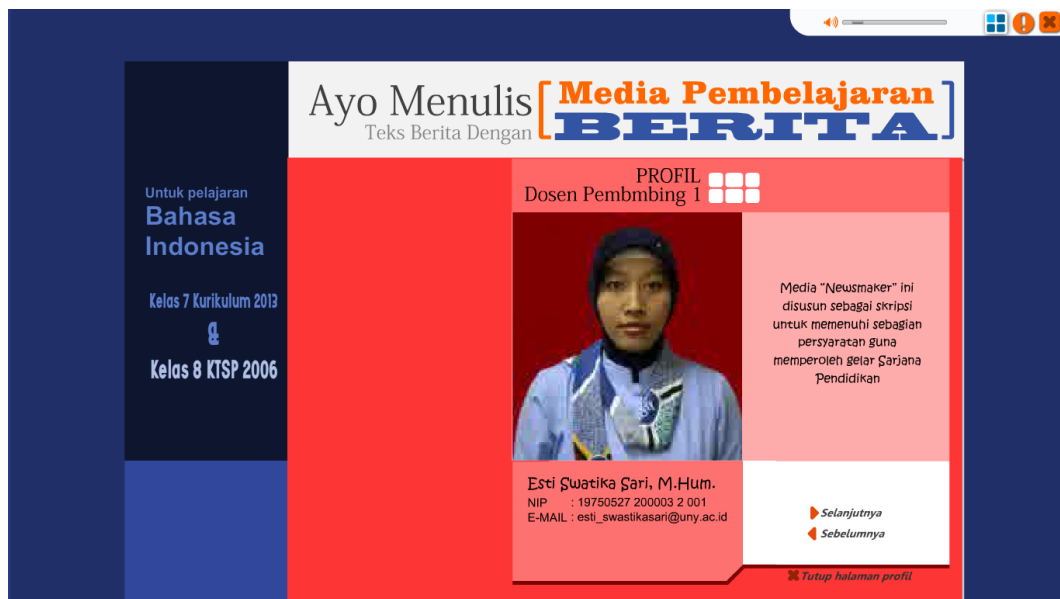 Ayo Menulis
Teks Berita Dengan
Media Pembelajaran
BERITA
Untuk pelajaran
Bahasa
Indonesia
Kelas 7 Kurikulum 2013
&
Kelas 8 KTSP 2006
PROFIL
Dosen Pembmbing 1
Media “Newsmaker” ini
disusun sebagai skripsi
untuk memenuhi sebagian
persyaratan guna
memperoleh gelar Sarjana
Pendidikan
Esti Swatika Sari, M.Hum.
NIP : 19750527 200003 2 001
E-MAIL : esti_swastikasari@uny.ac.id
Selanjutnya
Sebelumnya
Tutup halaman profil